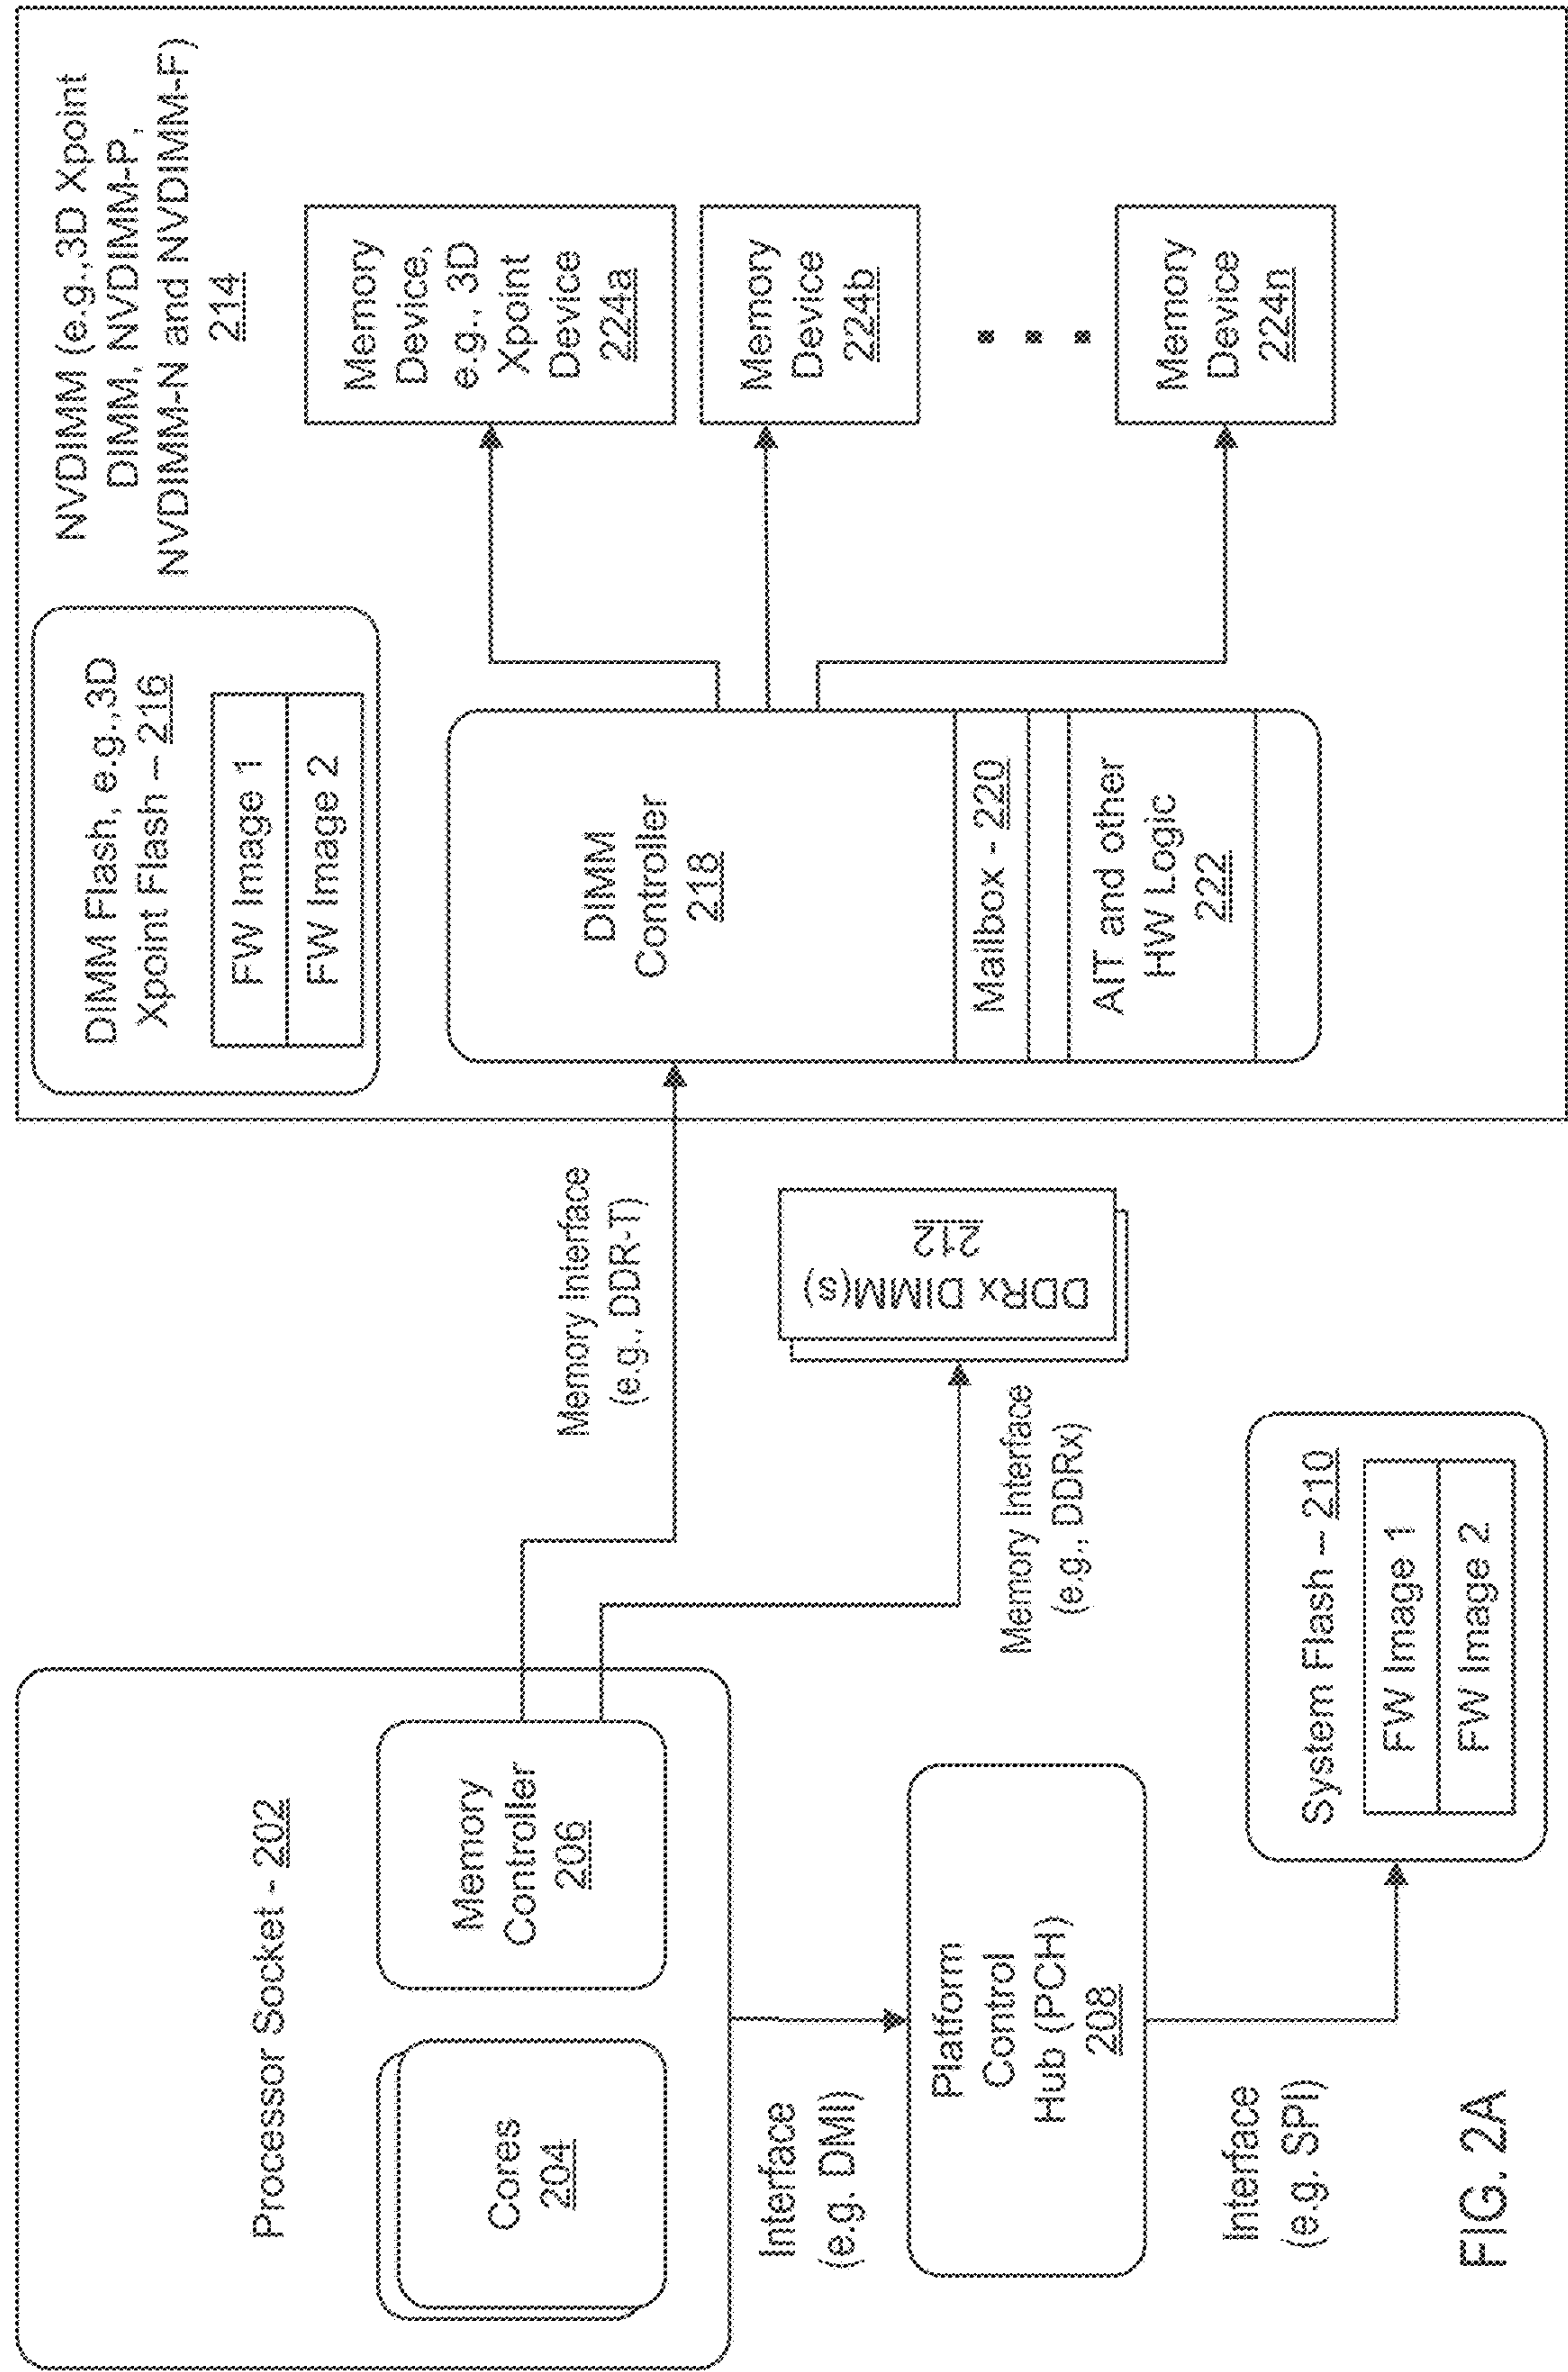 Processor Socket - 202
Cores
204
Memory
Controller
206
Interface
(e.g. DMI)
Platform
Control
Hub (PCH)
208
Interface
(e.g. SPI)
System Flash – 210
FW Image 1
FW Image 2
Memory Interface
(e.g., DDR-T)
Memory Interface
(e.g., DDRx)
DDRx DIMM(s)
212
NVDIMM (e.g.,3D Xpoint
DIMM, NVDIMM-P,
NVDIMM-N and NVDIMM-F)
214
DIMM Flash, e.g.,3D
Xpoint Flash – 216
FW Image 1
FW Image 2
DIMM
Controller
218
Mailbox - 220
AIT and other
HW Logic
222
Memory
Device,
e.g., 3D
Xpoint
Device
224a
Memory
Device
224b
Memory
Device
224n
FIG. 2A